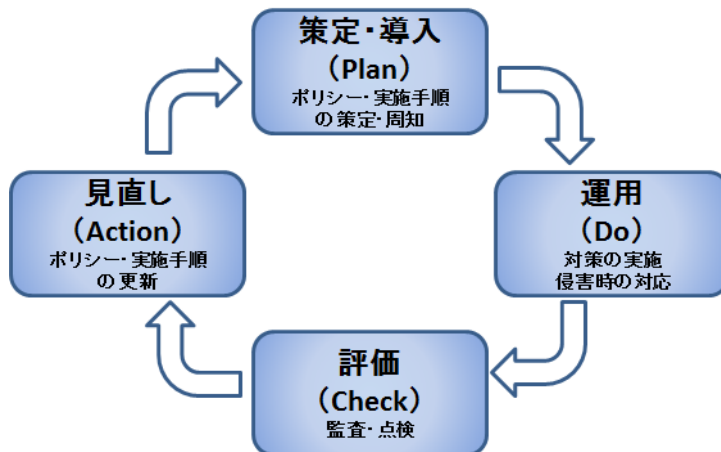 策定・導入
（Plan）
ポリシー・実施手順
の策定・周知
運用
（Do）
対策の実施
侵害時の対応
評価
（Check）
監査・点検
見直し
（Action）
ポリシー・実施手順
の更新